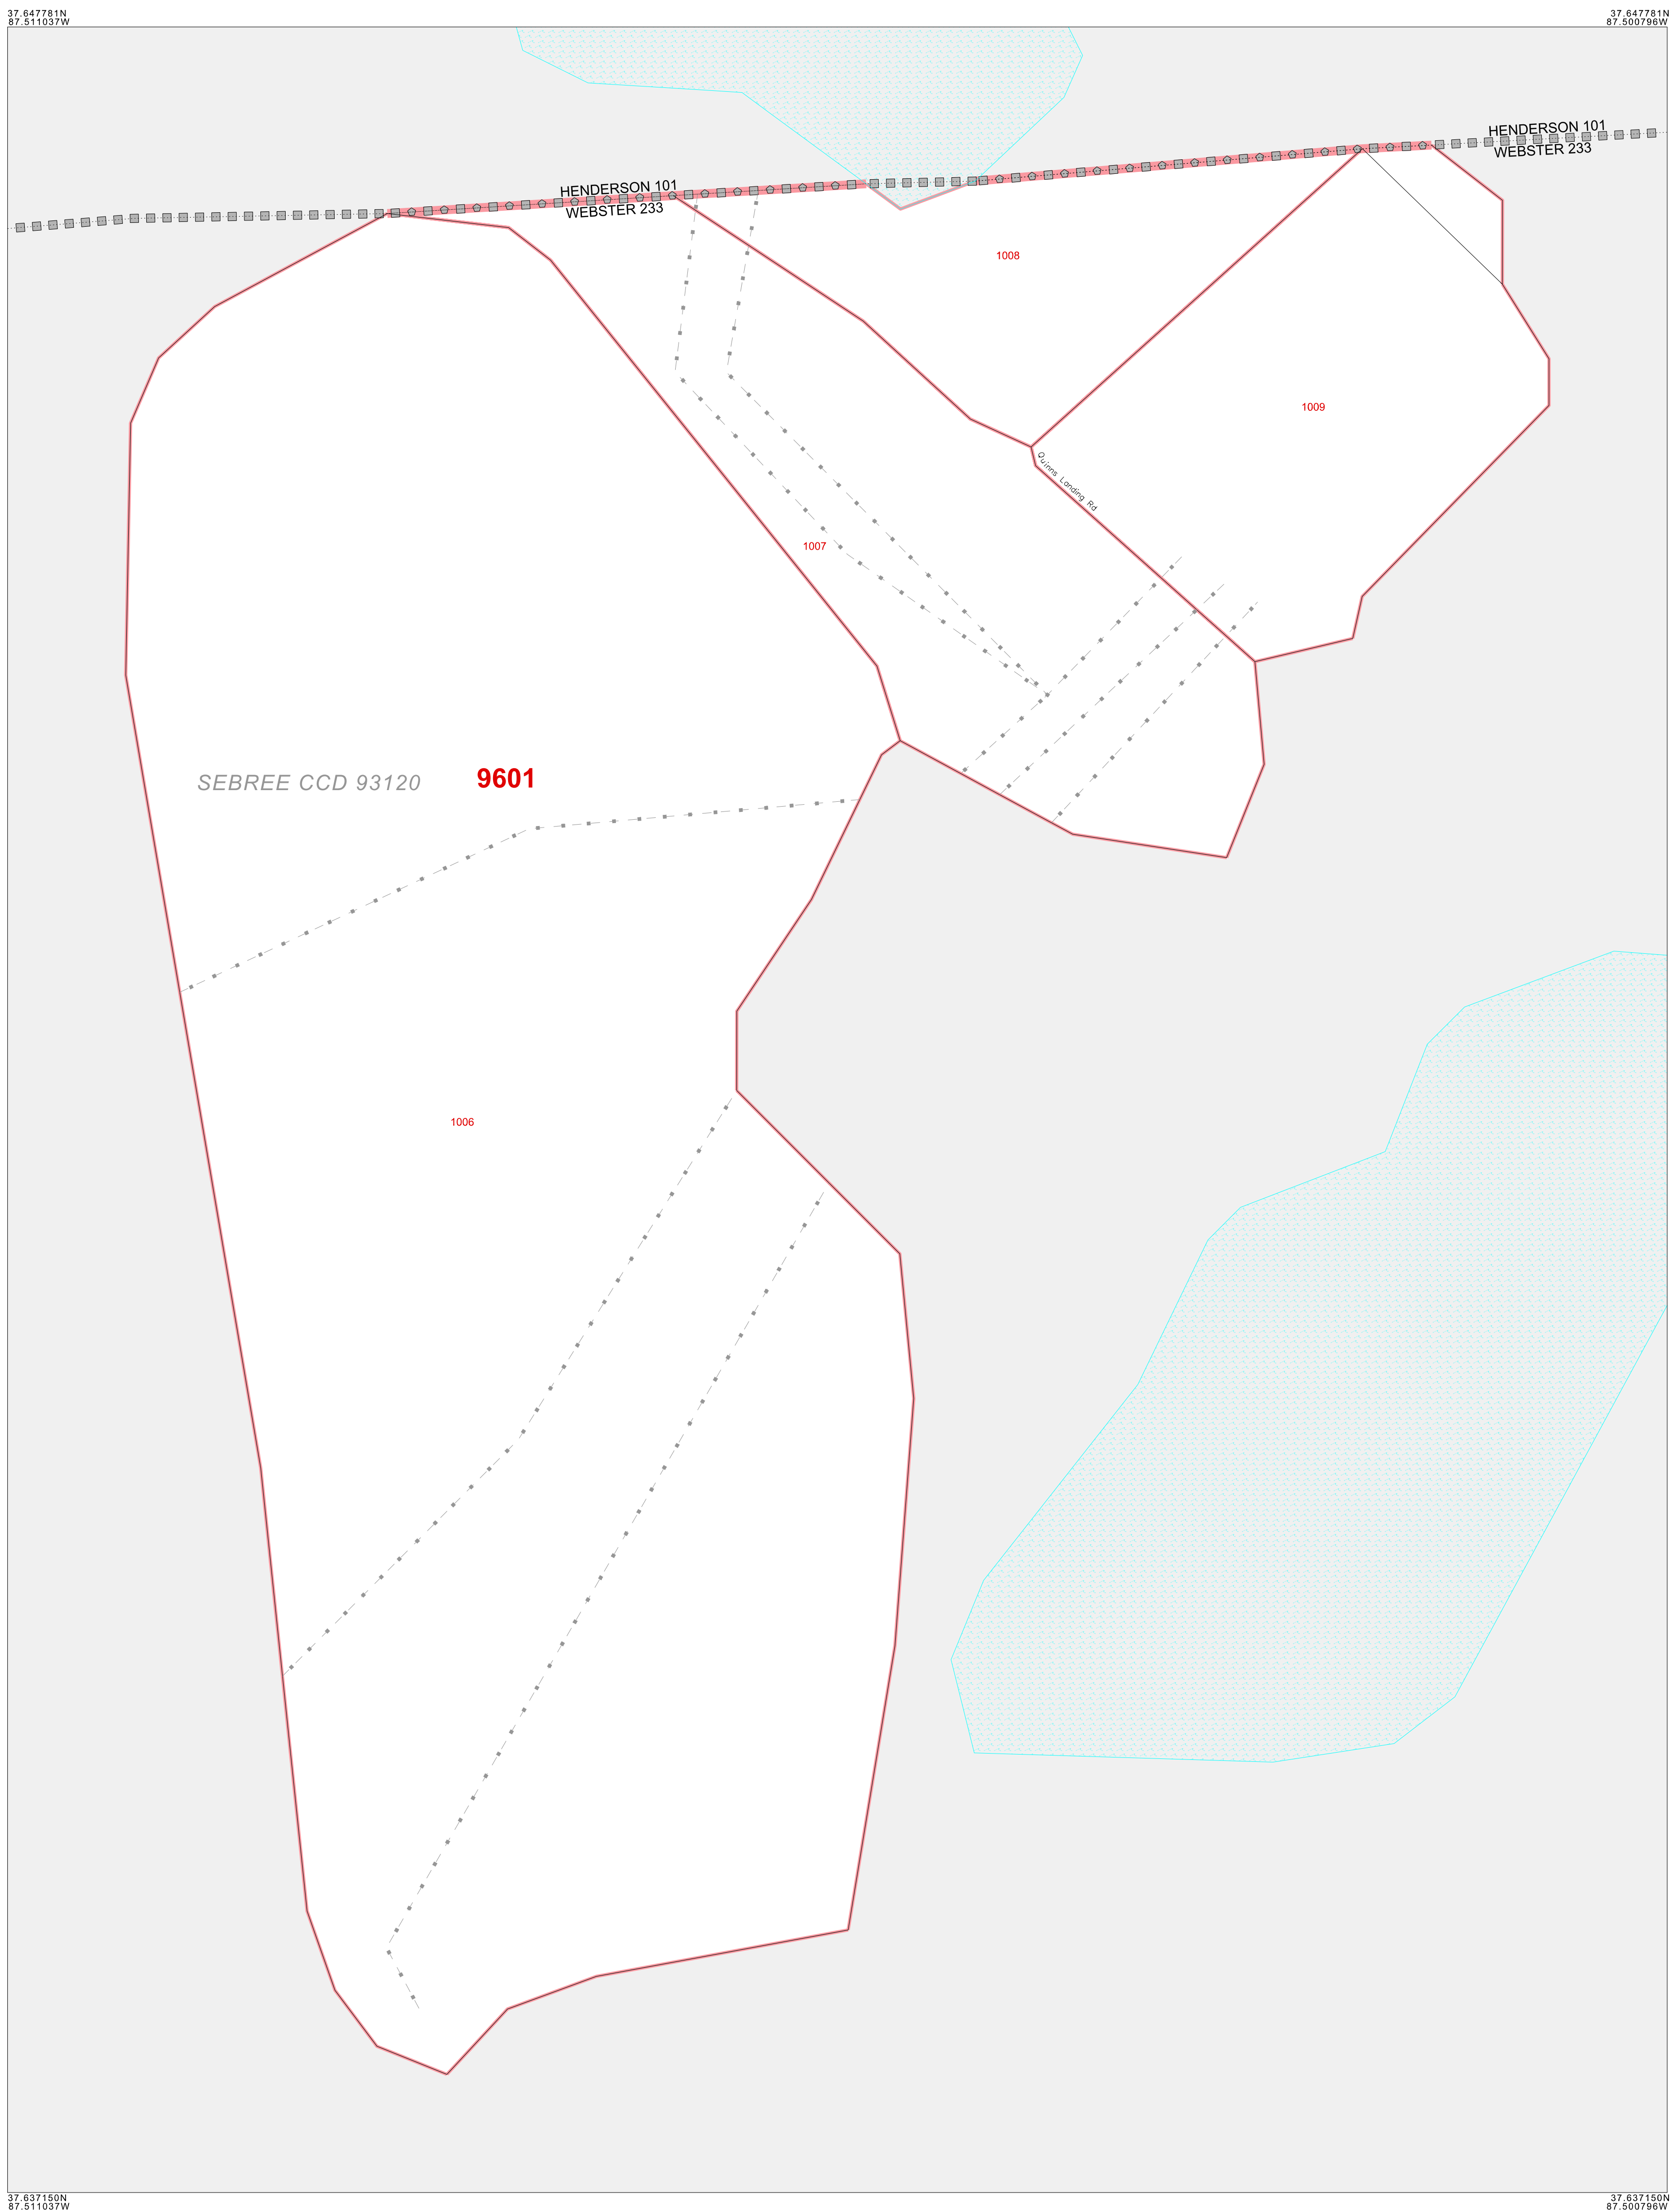 37.647781N
87.511037W
37.647781N
87.500796W
HENDERSON 101
WEBSTER 233
HENDERSON 101
WEBSTER 233
1008
1009
Quinns Landing Rd
1007
SEBREE CCD 93120
9601
1006
37.637150N
87.511037W
37.637150N
87.500796W